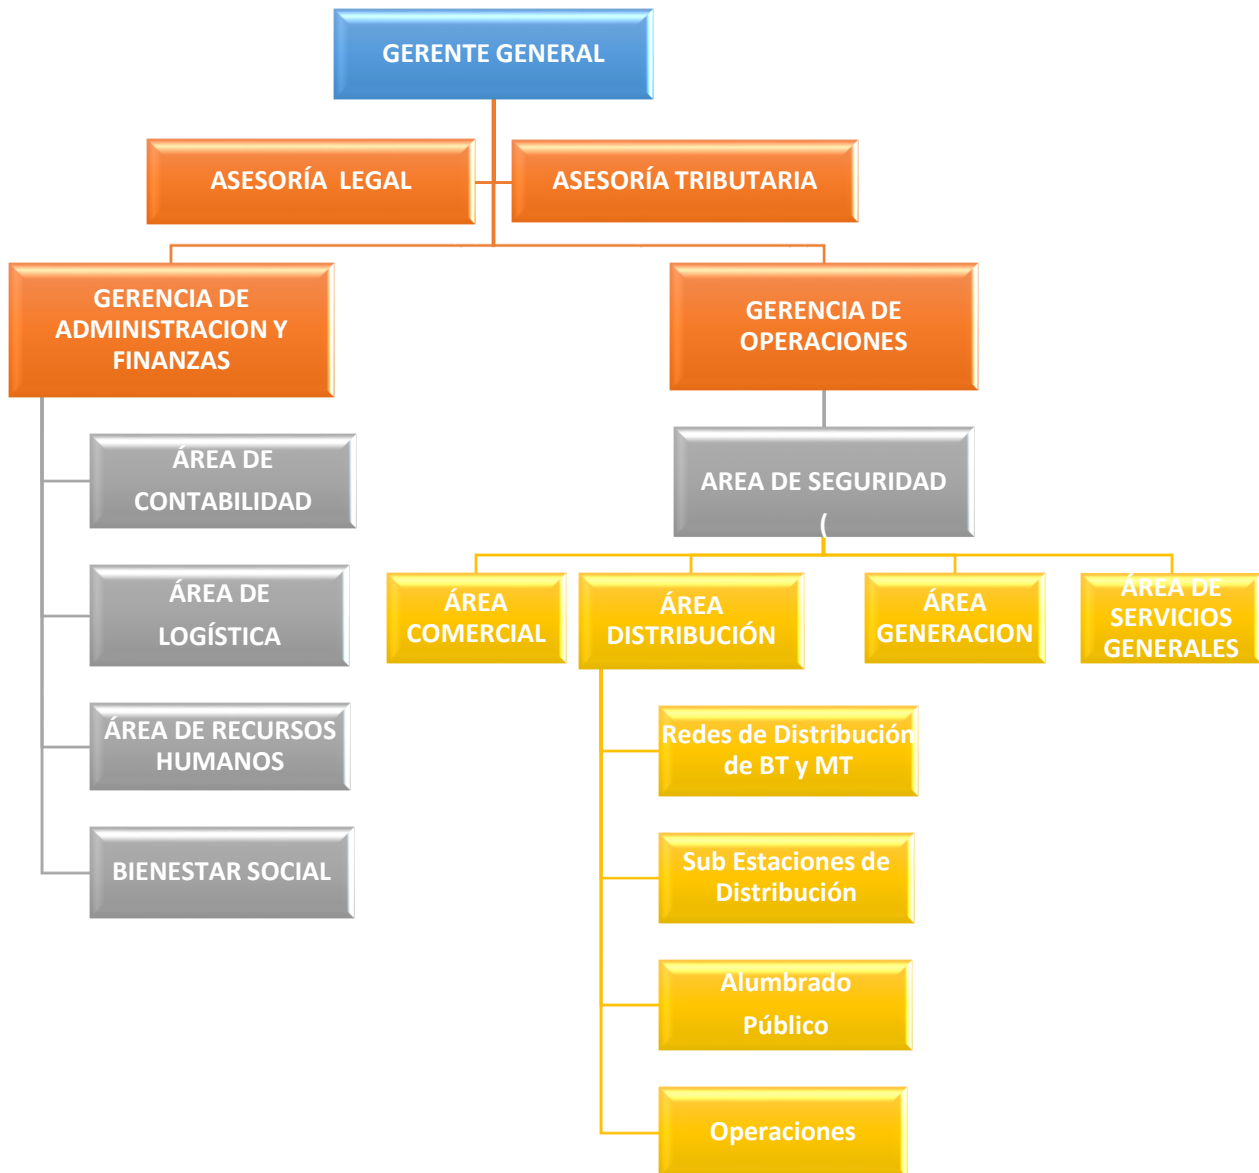 GERENTE GENERAL
ASESORÍA LEGAL
ASESORÍA TRIBUTARIA
GERENCIA DE
ADMINISTRACION Y
FINANZAS
GERENCIA DE
OPERACIONES
ÁREA DE
CONTABILIDAD
ÁREA DE
LOGÍSTICA
ÁREA DE RECURSOS
HUMANOS
BIENESTAR SOCIAL
AREA DE SEGURIDAD
(
ÁREA
COMERCIAL
ÁREA
DISTRIBUCIÓN
ÁREA
GENERACION
ÁREA DE
SERVICIOS
GENERALES
Redes de Distribución
de BT y MT
Sub Estaciones de
Distribución
Alumbrado
Público
Operaciones